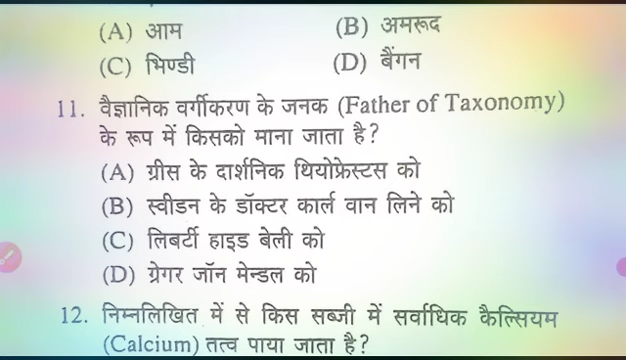 (A) आम (B) अमरूद
(C) भिण्डी (D) बैंगन
11. वैज्ञानिक वर्गीकरण के जनक (Father of Taxonomy)
के रूप में किसको माना जाता है?
(A) ग्रीस के दार्शनिक थियोफ्रेस्टस को
(B) स्वीडन के डॉक्टर कार्ल वान लिने को
(C) लिबर्टी हाइड बेली को
(D) ग्रेगर जॉन मेन्डल को
12. निम्नलिखित में से किस सब्जी में सर्वाधिक कैल्सियम
(Calcium) तत्व पाया जाता है?